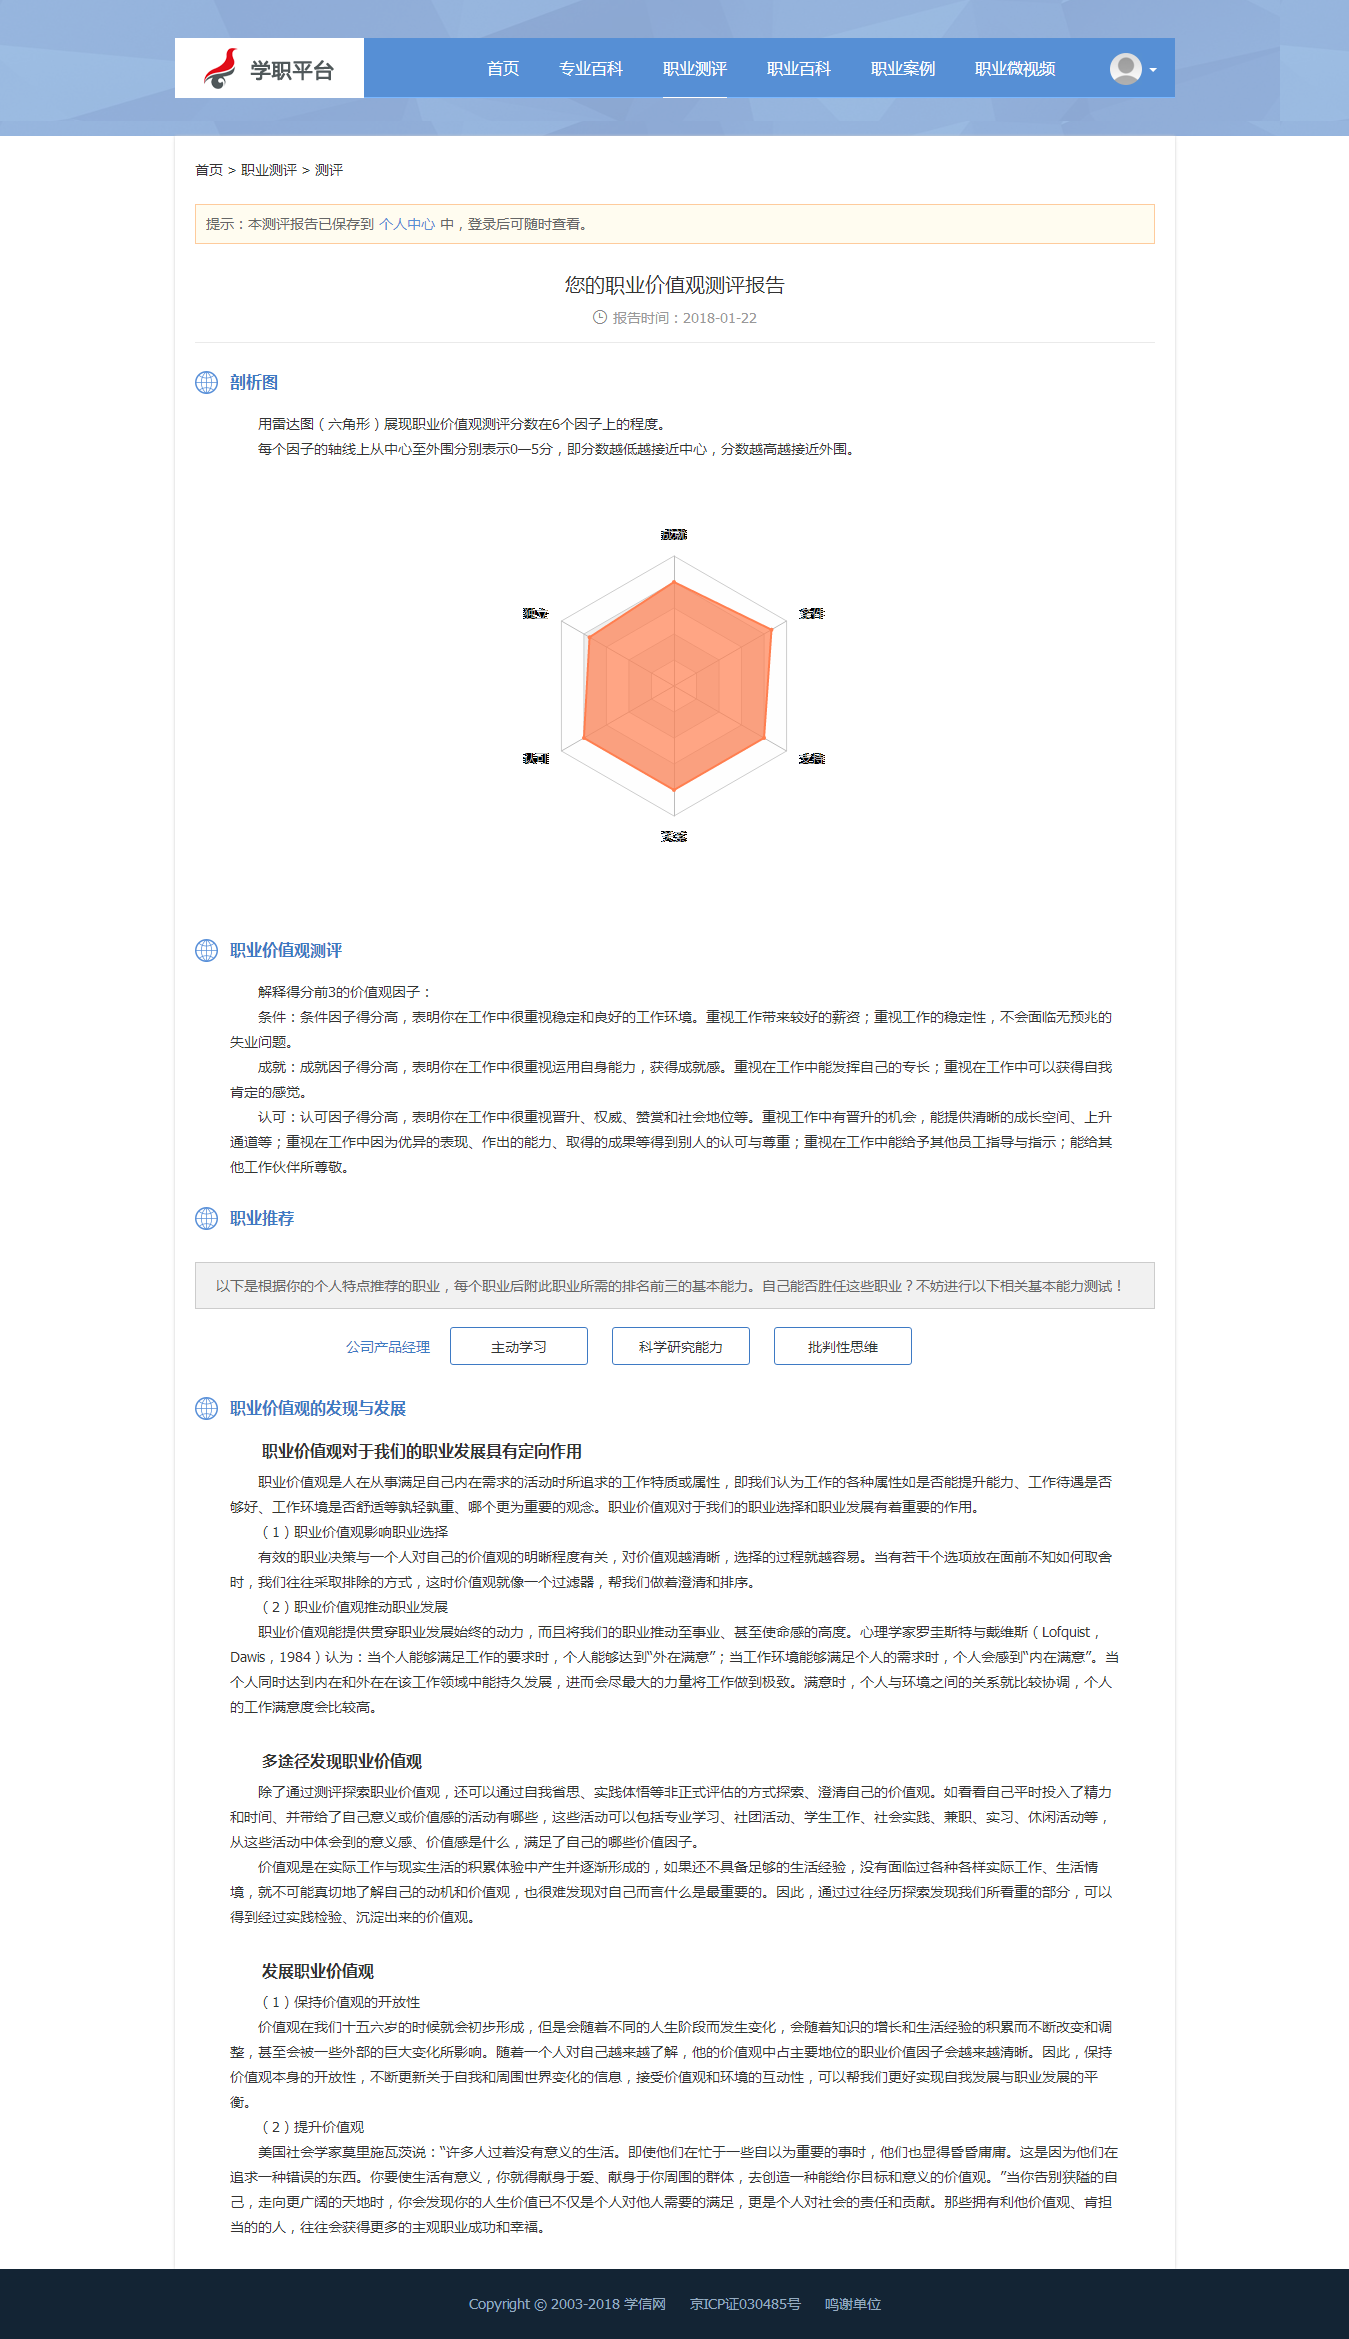 学职平台
首页 专业百科 职业测评 职业百科 职业案例 职业微视频
首页 > 职业测评 > 测评
提示：本测评报告已保存到 个人中心 中，登录后可随时查看。
您的职业价值观测评报告
报告时间：2018-01-22
剖析图
用雷达图（六角形）展现职业价值观测评分数在6个因子上的程度。
每个因子的轴线上从中心至外围分别表示0—5分，即分数越低越接近中心，分数越高越接近外围。
职业价值观测评
解释得分前3的价值观因子：
条件：条件因子得分高，表明你在工作中很重视稳定和良好的工作环境。重视工作带来较好的薪资；重视工作的稳定性，不会面临无预兆的
失业问题。
成就：成就因子得分高，表明你在工作中很重视运用自身能力，获得成就感。重视在工作中能发挥自己的专长；重视在工作中可以获得自我
肯定的感觉。
认可：认可因子得分高，表明你在工作中很重视晋升、权威、赞赏和社会地位等。重视工作中有晋升的机会，能提供清晰的成长空间、上升
通道等；重视在工作中因为优异的表现、作出的能力、取得的成果等得到别人的认可与尊重；重视在工作中能给予其他员工指导与指示；能给其
他工作伙伴所尊敬。
职业推荐
以下是根据你的个人特点推荐的职业，每个职业后附此职业所需的排名前三的基本能力。自己能否胜任这些职业？不妨进行以下相关基本能力测试！
公司产品经理 主动学习 科学研究能力 批判性思维
职业价值观的发现与发展
职业价值观对于我们的职业发展具有定向作用
职业价值观是人在从事满足自己内在需求的活动时所追求的工作特质或属性，即我们认为工作的各种属性如是否能提升能力、工作待遇是否
够好、工作环境是否舒适等孰轻孰重、哪个更为重要的观念。职业价值观对于我们的职业选择和职业发展有着重要的作用。
（1）职业价值观影响职业选择
有效的职业决策与一个人对自己的价值观的明晰程度有关，对价值观越清晰，选择的过程就越容易。当有若干个选项放在面前不知如何取舍
时，我们往往采取排除的方式，这时价值观就像一个过滤器，帮我们做着澄清和排序。
（2）职业价值观推动职业发展
职业价值观能提供贯穿职业发展始终的动力，而且将我们的职业推动至事业、甚至使命感的高度。心理学家罗圭斯特与戴维斯（Lofquist，
Dawis，1984）认为：当个人能够满足工作的要求时，个人能够达到“外在满意”；当工作环境能够满足个人的需求时，个人会感到“内在满意”。当
个人同时达到内在和外在在该工作领域中能持久发展，进而会尽最大的力量将工作做到极致。满意时，个人与环境之间的关系就比较协调，个人
的工作满意度会比较高。
多途径发现职业价值观
除了通过测评探索职业价值观，还可以通过自我省思、实践体悟等非正式评估的方式探索、澄清自己的价值观。如看看自己平时投入了精力
和时间、并带给了自己意义或价值感的活动有哪些，这些活动可以包括专业学习、社团活动、学生工作、社会实践、兼职、实习、休闲活动等，
从这些活动中体会到的意义感、价值感是什么，满足了自己的哪些价值因子。
价值观是在实际工作与现实生活的积累体验中产生并逐渐形成的，如果还不具备足够的生活经验，没有面临过各种各样实际工作、生活情
境，就不可能真切地了解自己的动机和价值观，也很难发现对自己而言什么是最重要的。因此，通过过往经历探索发现我们所看重的部分，可以
得到经过实践检验、沉淀出来的价值观。
发展职业价值观
（1）保持价值观的开放性
价值观在我们十五六岁的时候就会初步形成，但是会随着不同的人生阶段而发生变化，会随着知识的增长和生活经验的积累而不断改变和调
整，甚至会被一些外部的巨大变化所影响。随着一个人对自己越来越了解，他的价值观中占主要地位的职业价值因子会越来越清晰。因此，保持
价值观本身的开放性，不断更新关于自我和周围世界变化的信息，接受价值观和环境的互动性，可以帮我们更好实现自我发展与职业发展的平
衡。
（2）提升价值观
美国社会学家莫里施瓦茨说：“许多人过着没有意义的生活。即使他们在忙于一些自以为重要的事时，他们也显得昏昏庸庸。这是因为他们在
追求一种错误的东西。你要使生活有意义，你就得献身于爱、献身于你周围的群体，去创造一种能给你目标和意义的价值观。”当你告别狭隘的自
己，走向更广阔的天地时，你会发现你的人生价值已不仅是个人对他人需要的满足，更是个人对社会的责任和贡献。那些拥有利他价值观、肯担
当的的人，往往会获得更多的主观职业成功和幸福。
Copyright © 2003-2018 学信网 京ICP证030485号 鸣谢单位